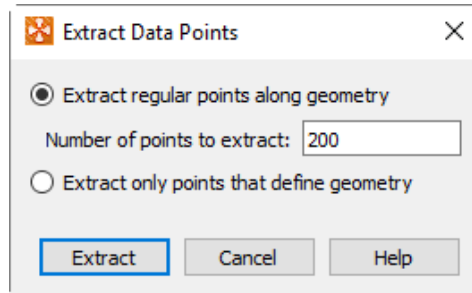 Extract Data Points
Extract regular points along geometry
Number of points to extract: 200
Extract only points that define geometry
Extract Cancel Help